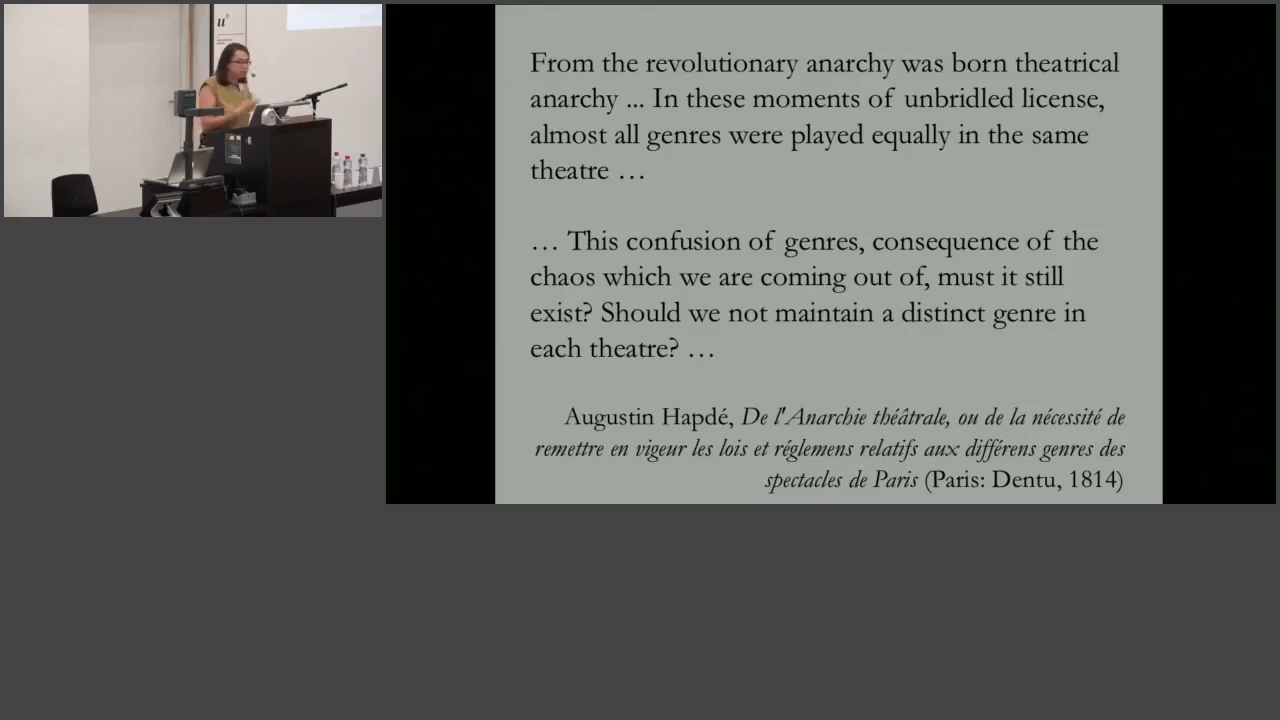 u
b
From the revolutionary anarchy was born theatrical
anarchy ... In these moments of unbridled license,
almost all genres were played equally in the same
theatre …
… This confusion of genres, consequence of the
chaos which we are coming out of, must it still
exist? Should we not maintain a distinct genre in
each theatre? …
Augustin Hapdé, De l'Anarchie théâtrale, ou de la nécessité de
remettre en vigeur les lois et réglemens relatifs aux différens genres des
spectacles de Paris (Paris: Dentu, 1814)